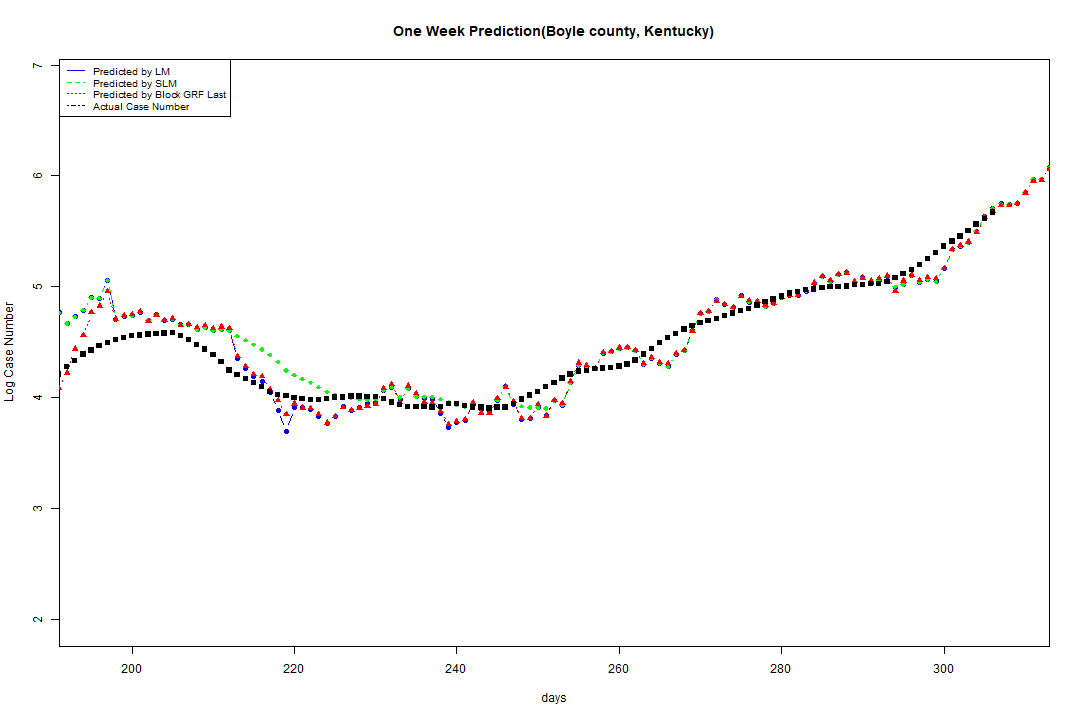 One Week Prediction(Boyle county, Kentucky)
Predicted by LM
Predicted by SLM
Predicted by Block GRF Last
Actual Case Number
7
6
5
4
3
2
Log Case Number
200 220 240 260 280 300
days